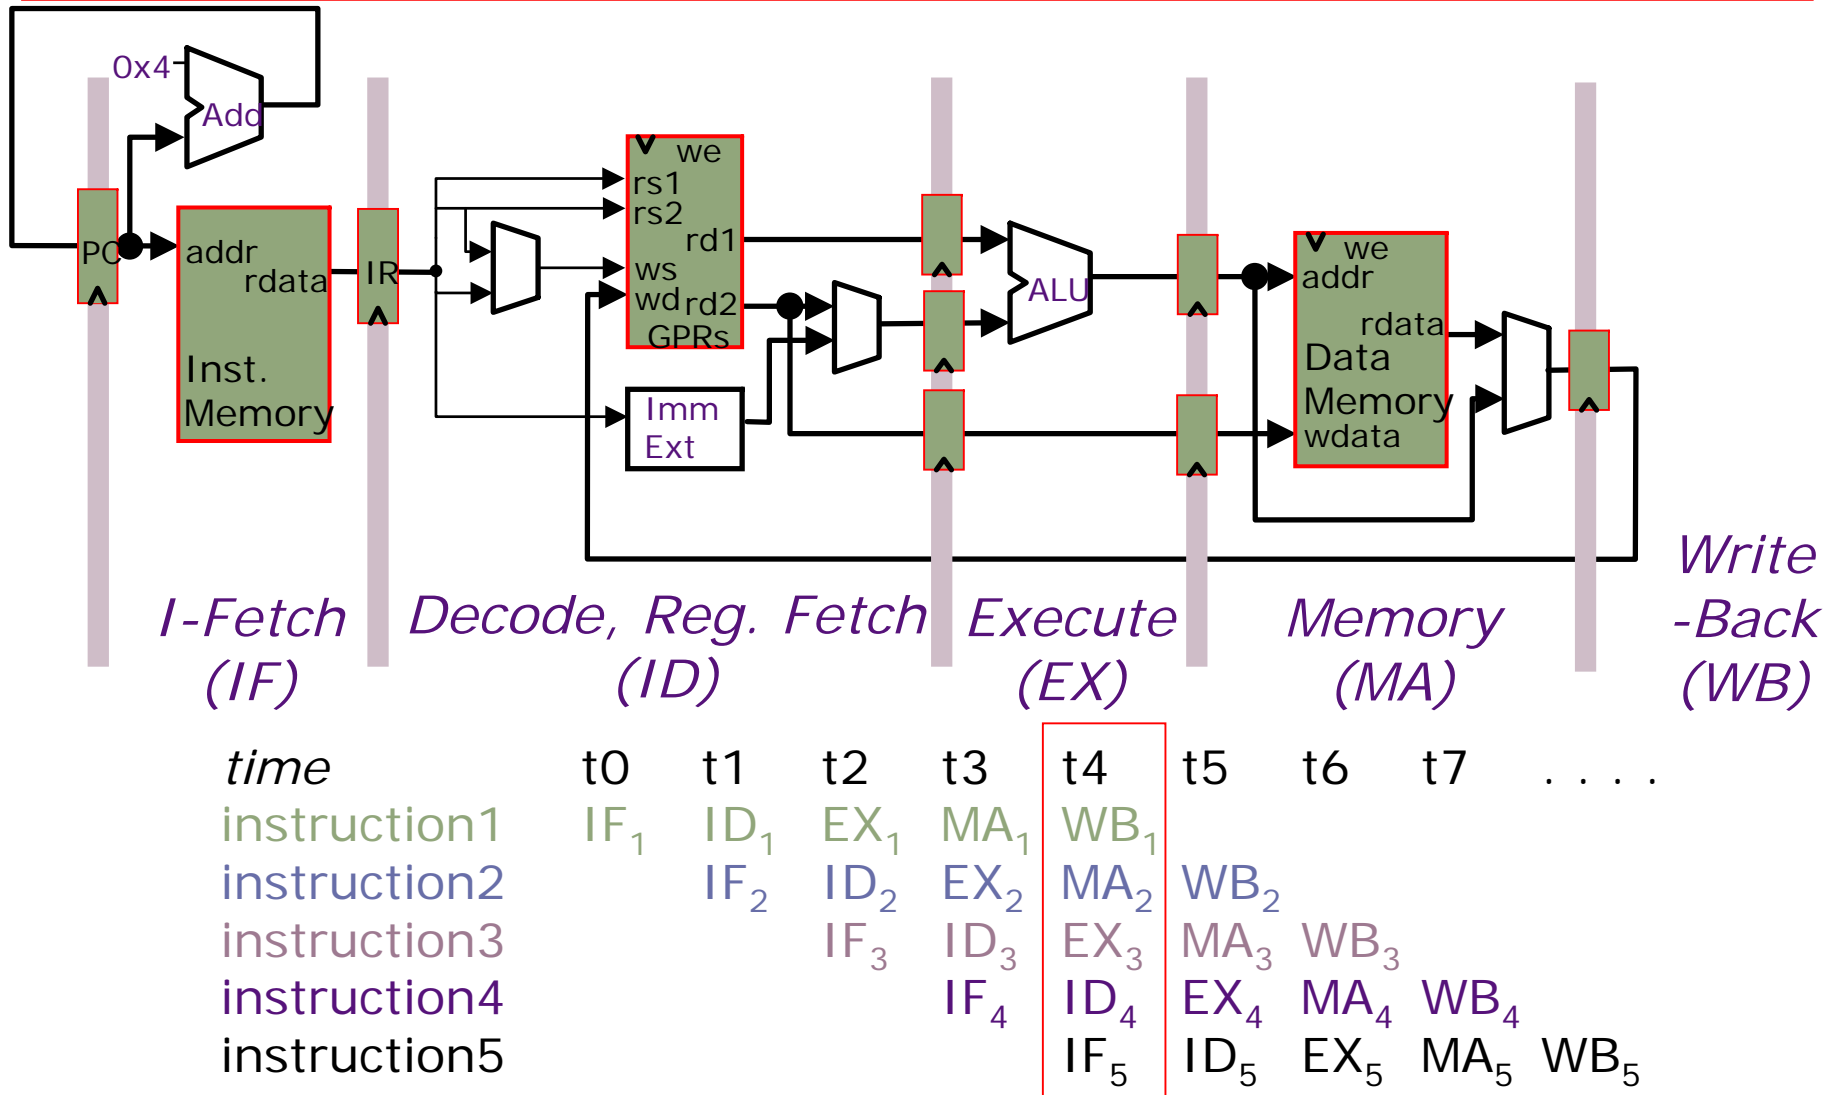 0x4
Add
PC
addr
rdata
Inst.
Memory
IR
we
rs1
rs2
rd1
ws
wd rd2
GPRs
Imm
Ext
ALU
we
addr
rdata
Data
Memory
wdata
I-Fetch
(IF)
Decode, Reg. Fetch
(ID)
Execute
(EX)
Memory
(MA)
Write
-Back
(WB)
time t0 t1 t2 t3 t4 t5 t6 t7 . . . .
instruction1 IF1 ID1 EX1 MA1 WB1
instruction2 IF2 ID2 EX2 MA2 WB2
instruction3 IF3 ID3 EX3 MA3 WB3
instruction4 IF4 ID4 EX4 MA4 WB4
instruction5 IF5 ID5 EX5 MA5 WB5